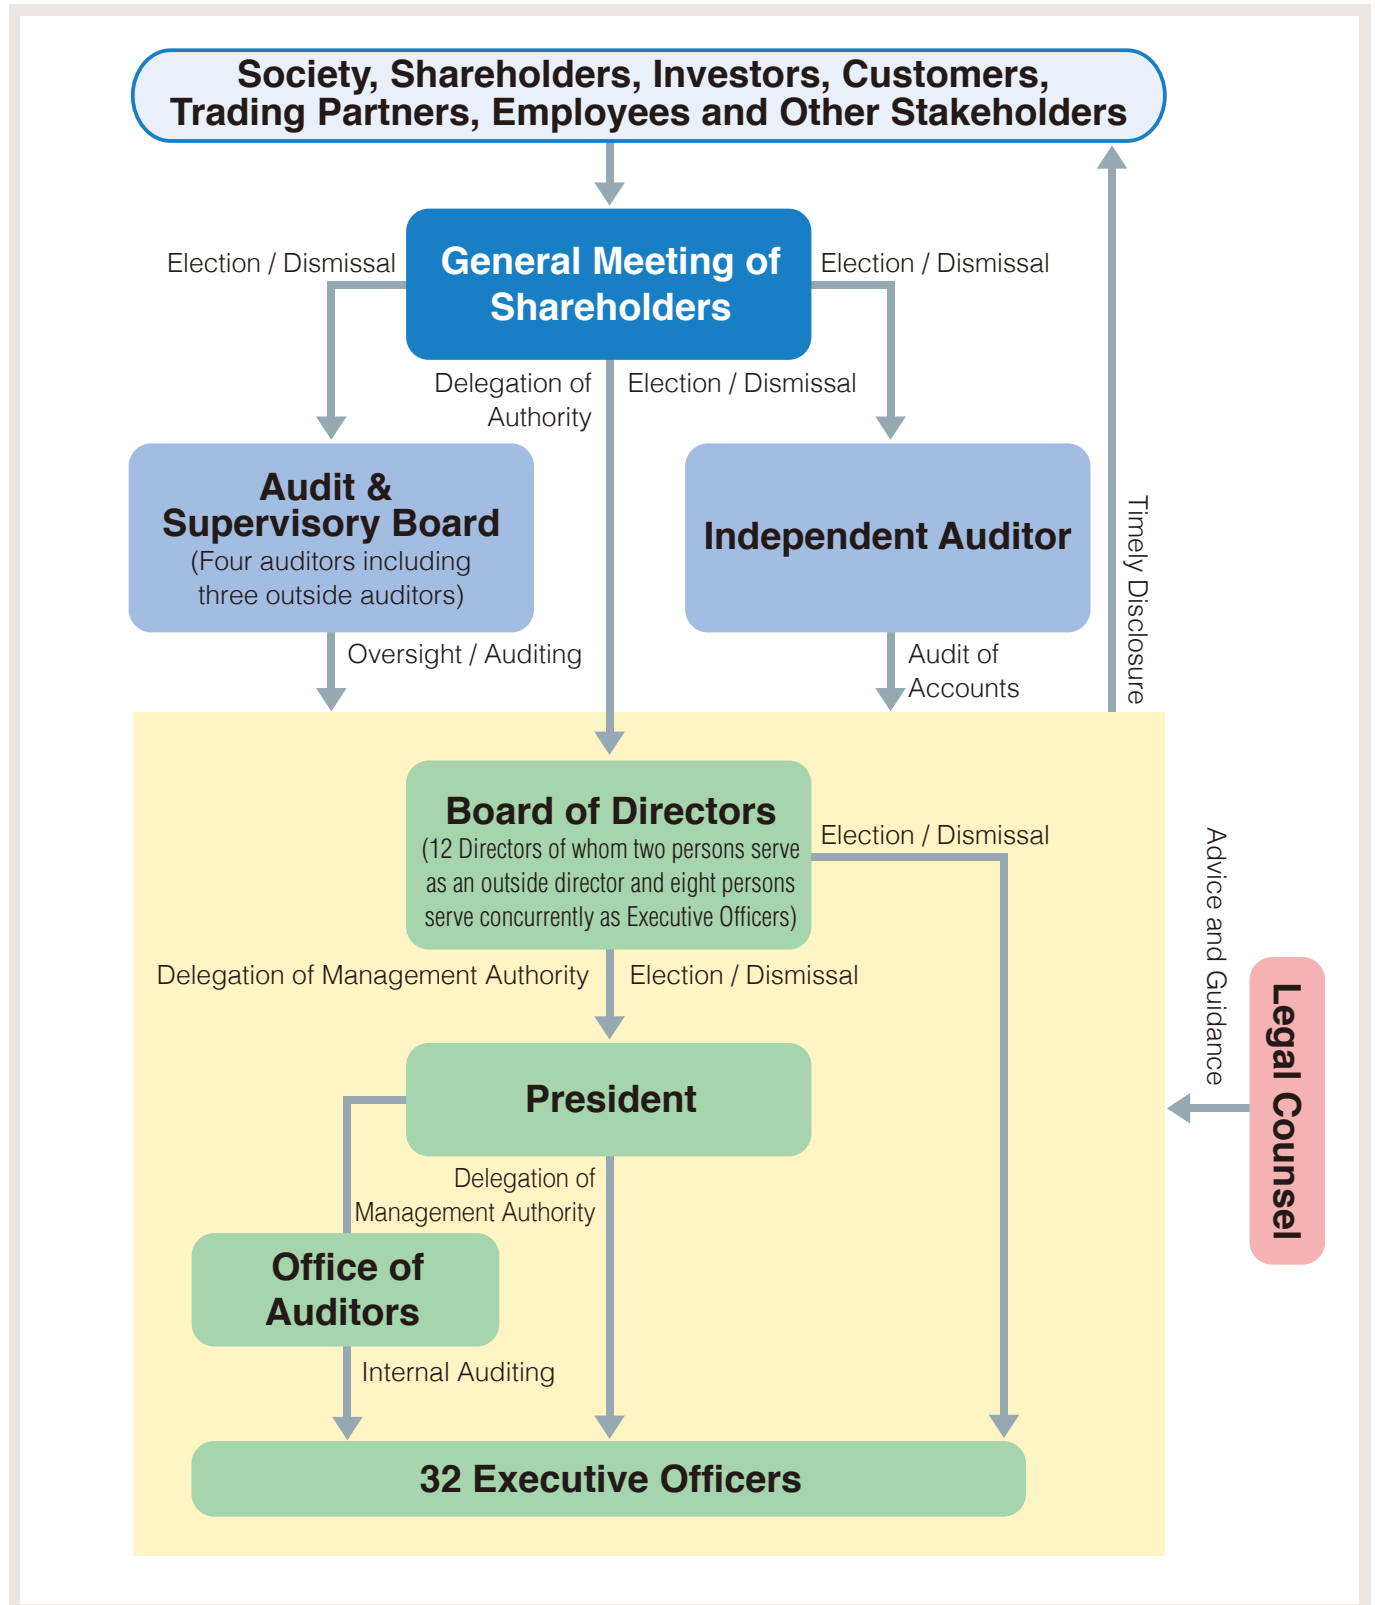 Society, Shareholders, Investors, Customers,
Trading Partners, Employees and Other Stakeholders
General Meeting of
Shareholders
Election / Dismissal
Election / Dismissal
Delegation of
Authority
Election / Dismissal
Audit &
Supervisory Board
(Four auditors including
three outside auditors)
Independent Auditor
Timely Disclosure
Oversight / Auditing
Audit of
Accounts
Board of Directors
(12 Directors of whom two persons serve
as an outside director and eight persons
serve concurrently as Executive Officers)
Election / Dismissal
Advice and Guidance
Legal Counsel
Delegation of Management Authority
Election / Dismissal
President
Delegation of
Management Authority
Office of
Auditors
Internal Auditing
32 Executive Officers